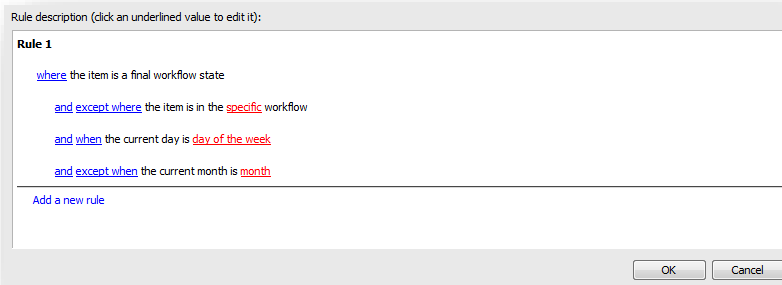 Rule description (click an underlined value to edit it):
Rule 1
where the item is a final workflow state
and except where the item is in the specific workflow
and when the current day is day of the week
and except when the current month is month
Add a new rule
OK Cancel